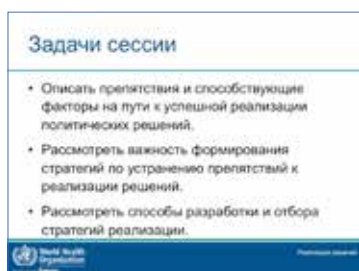 Задачи сессии
• Описать препятствия и способствующие
факторы на пути к успешной реализации
политических решений.
• Рассмотреть важность формирования
стратегий по устранению препятствий к
реализации решений.
• Рассмотреть способы разработки и отбора
стратегий реализации.
World Health
Organization